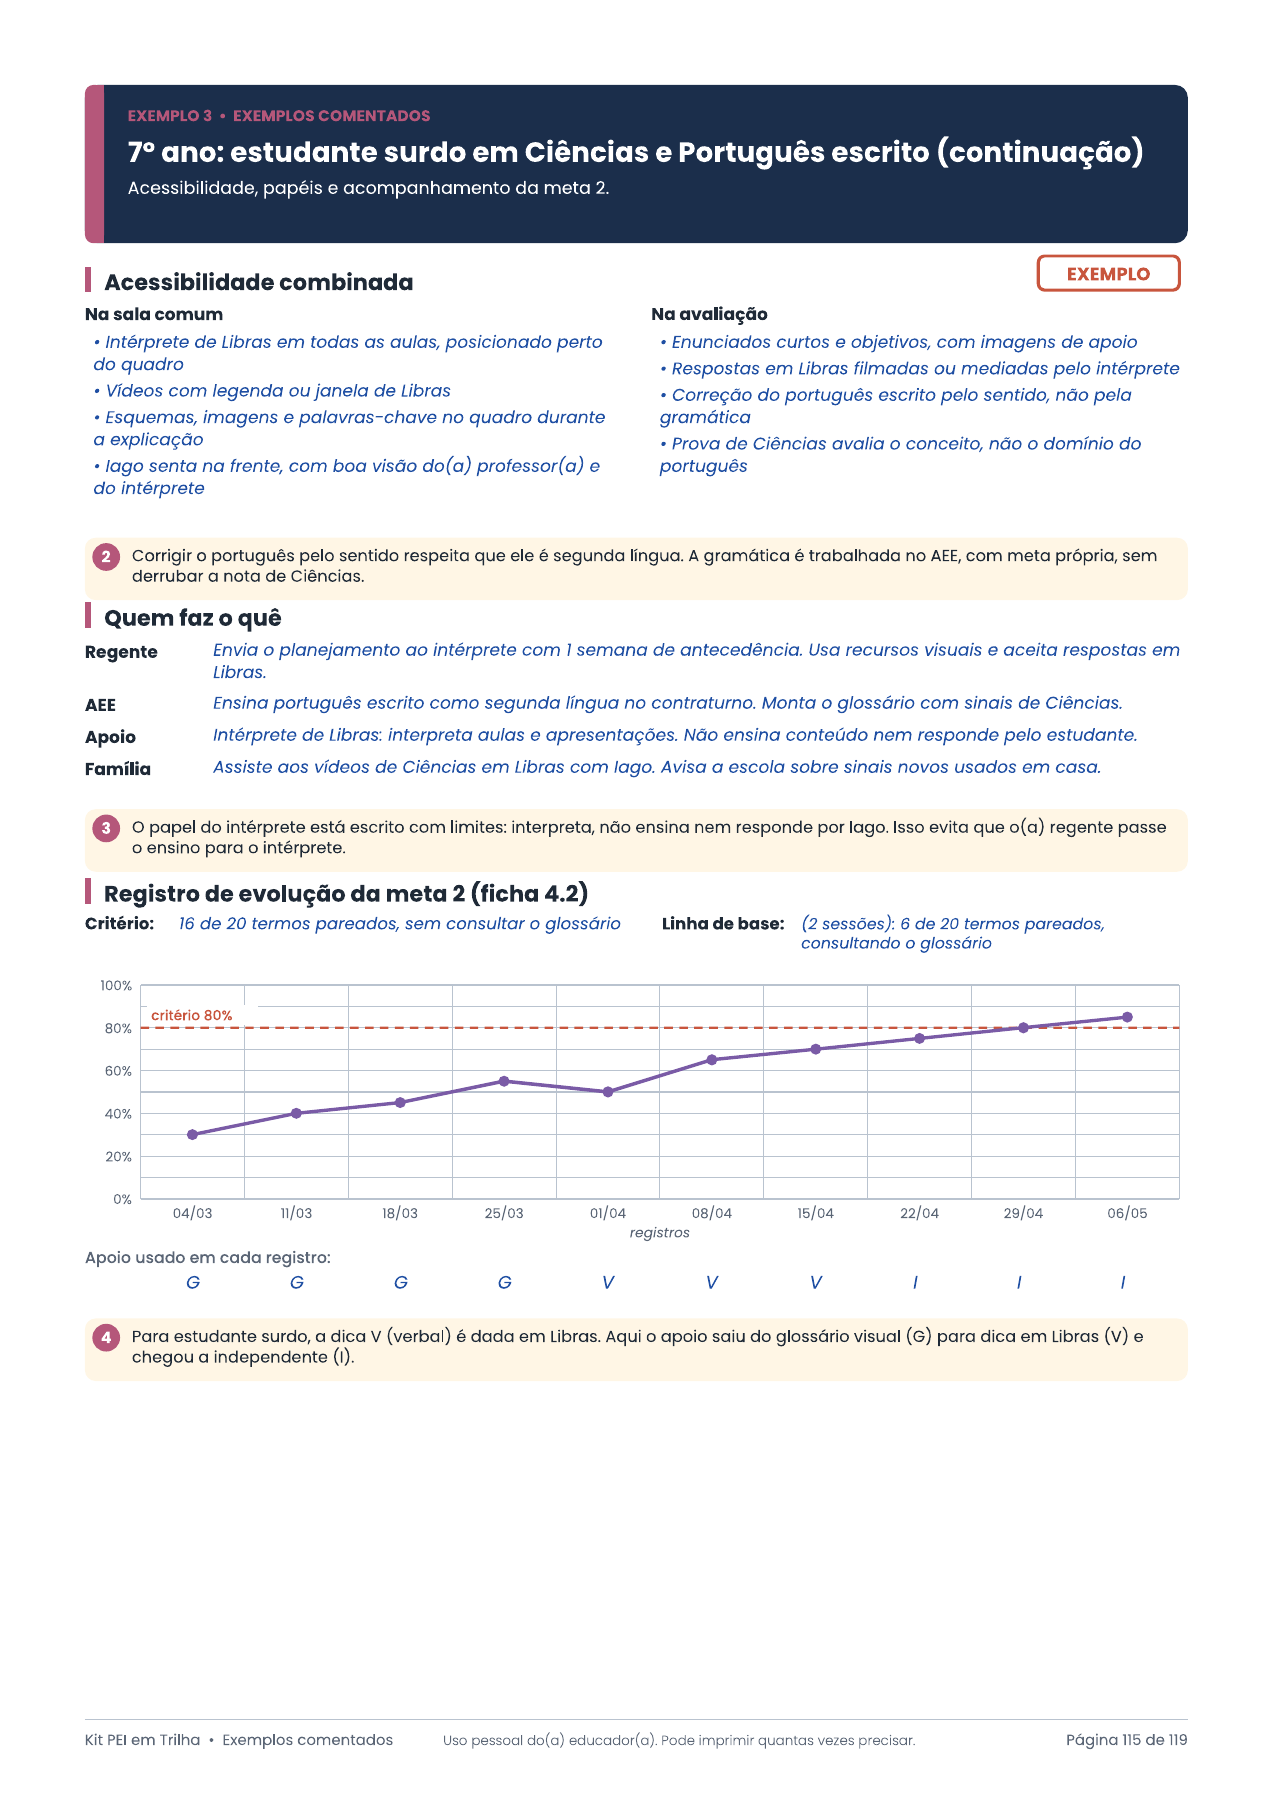 EXEMPLO 3 • EXEMPLOS COMENTADOS
7º ano: estudante surdo em Ciências e Português escrito (continuação)
Acessibilidade, papéis e acompanhamento da meta 2.
EXEMPLO
Acessibilidade combinada
Na sala comum
• Intérprete de Libras em todas as aulas, posicionado perto
do quadro
• Vídeos com legenda ou janela de Libras
• Esquemas, imagens e palavras-chave no quadro durante
a explicação
• Iago senta na frente, com boa visão do(a) professor(a) e
do intérprete
Na avaliação
• Enunciados curtos e objetivos, com imagens de apoio
• Respostas em Libras filmadas ou mediadas pelo intérprete
• Correção do português escrito pelo sentido, não pela
gramática
• Prova de Ciências avalia o conceito, não o domínio do
português
2 Corrigir o português pelo sentido respeita que ele é segunda língua. A gramática é trabalhada no AEE, com meta própria, sem
derrubar a nota de Ciências.
Quem faz o quê
Regente Envia o planejamento ao intérprete com 1 semana de antecedência. Usa recursos visuais e aceita respostas em
Libras.
AEE Ensina português escrito como segunda língua no contraturno. Monta o glossário com sinais de Ciências.
Apoio Intérprete de Libras: interpreta aulas e apresentações. Não ensina conteúdo nem responde pelo estudante.
Família Assiste aos vídeos de Ciências em Libras com Iago. Avisa a escola sobre sinais novos usados em casa.
3 O papel do intérprete está escrito com limites: interpreta, não ensina nem responde por Iago. Isso evita que o(a) regente passe
o ensino para o intérprete.
Registro de evolução da meta 2 (ficha 4.2)
Critério: 16 de 20 termos pareados, sem consultar o glossário
Linha de base: (2 sessões): 6 de 20 termos pareados,
consultando o glossário
100%
critério 80%
80%
60%
40%
20%
0%
04/03 11/03 18/03 25/03 01/04 08/04 15/04 22/04 29/04 06/05
registros
Apoio usado em cada registro:
G G G G V V V I I I
4 Para estudante surdo, a dica V (verbal) é dada em Libras. Aqui o apoio saiu do glossário visual (G) para dica em Libras (V) e
chegou a independente (I).
Kit PEI em Trilha • Exemplos comentados Uso pessoal do(a) educador(a). Pode imprimir quantas vezes precisar. Página 115 de 119